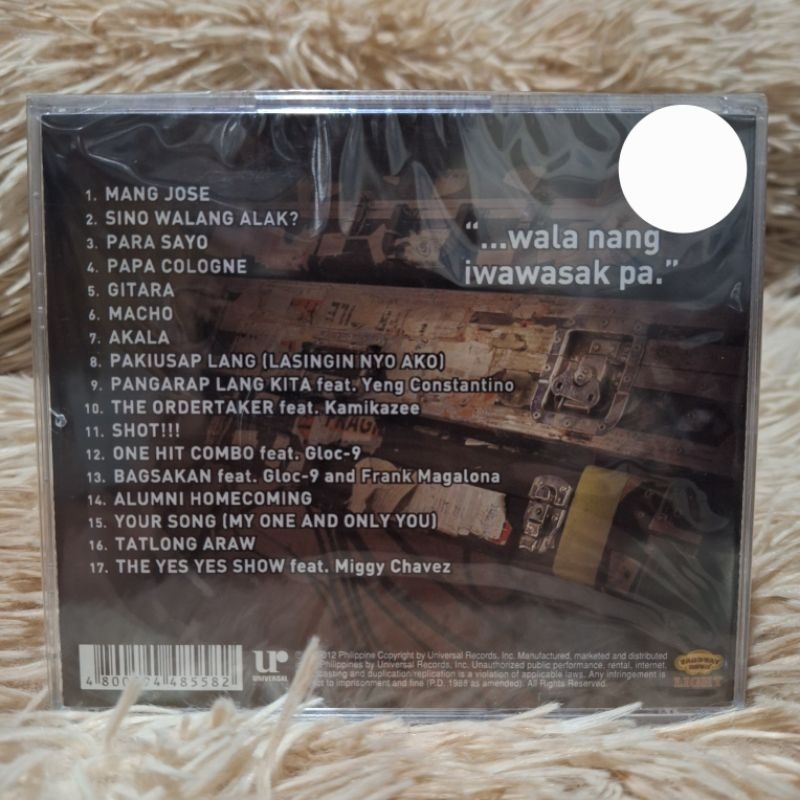 1. MANG JOSE
2. SINO WALANG ALAK?
3. PARA SAYO
4. PAPA COLOGNE
5. GITARA
6. MACHO
7. AKALA
8. PAKIUSAP LANG (LASINGIN NYO AKO)
9. PANGARAP LANG KITA feat. Yeng Constantino
10. THE ORDERTAKER feat. Kamikazee
11. SHOT!!!
12. ONE HIT COMBO feat. Gloc-9
13. BAGSAKAN feat. Gloc-9 and Frank Magalona
14. ALUMNI HOMECOMING
15. YOUR SONG (MY ONE AND ONLY YOU)
16. TATLONG ARAW
17. THE YES YES SHOW feat. Miggy Chavez
“...wala nang
iwawasak pa.”
485582
ur
UNIVERSAL
Philippine Copyright by Universal Records, Inc. Manufactured, marketed and distributed
Philippines by Universal Records, Inc. Unauthorized public performance, rental, internet,
casting and duplication/replication is a violation of applicable laws. Any infringement is
to imprisonment and fine (P.D. 1988 as amended). All Rights Reserved.
TANDUAY
LIGHT